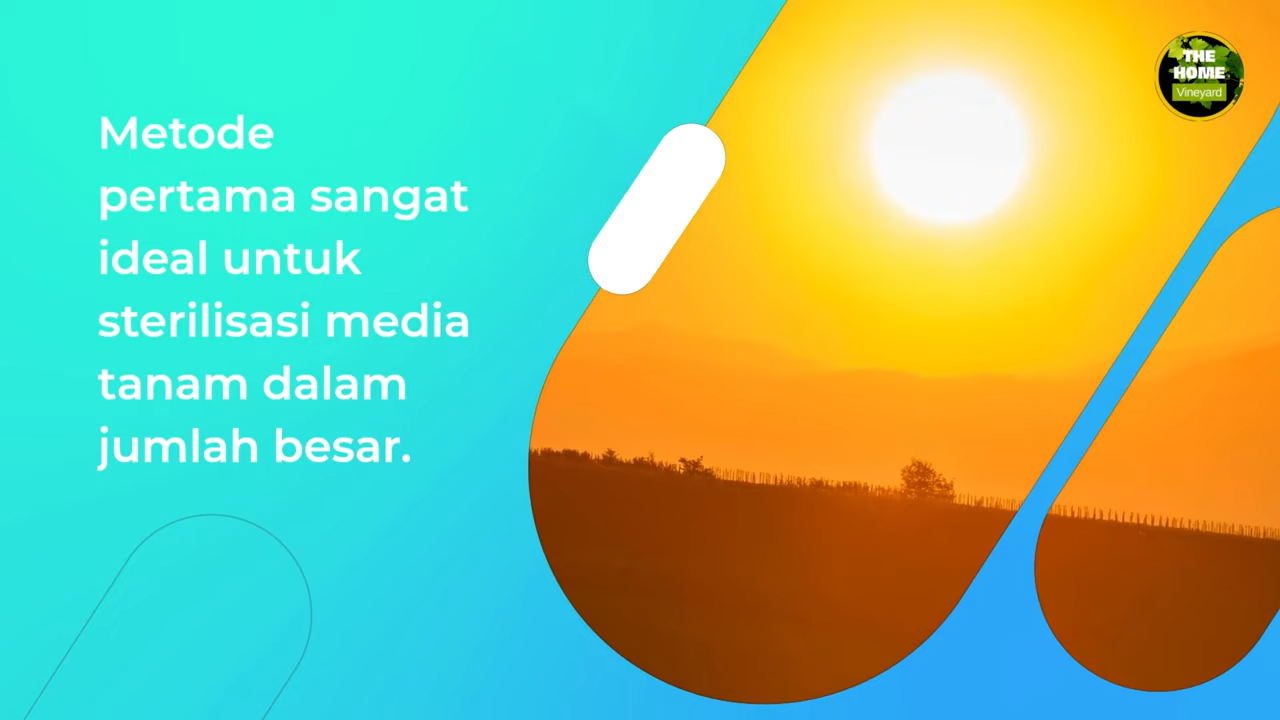 Metode
pertama sangat
ideal untuk
sterilisasi media
tanam dalam
jumlah besar.
THE
HOME
Vineyard